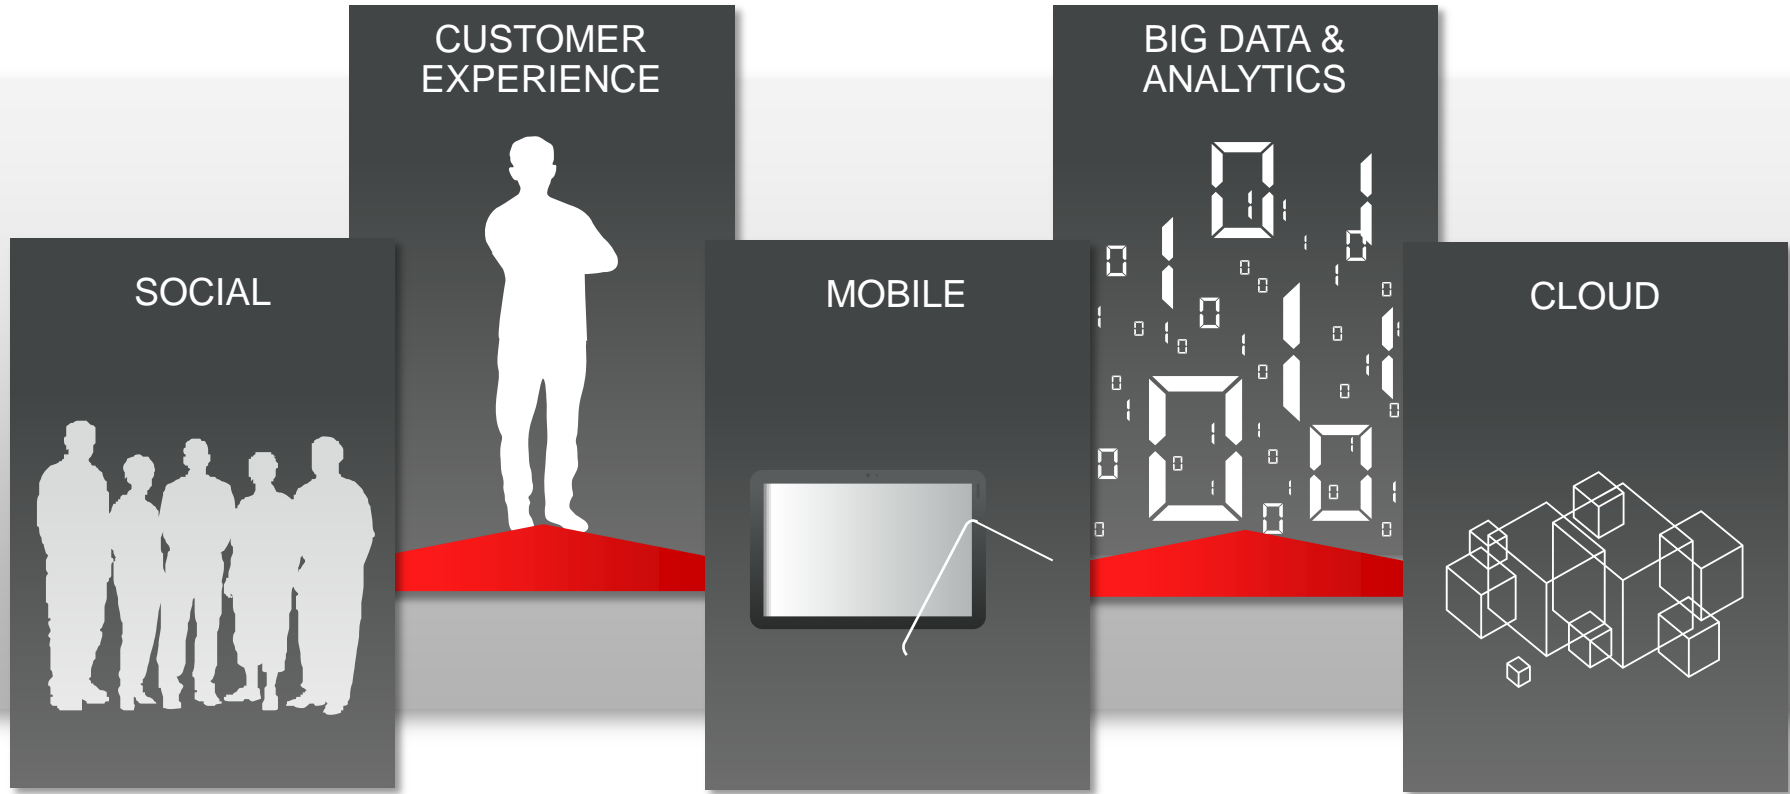 CUSTOMER
EXPERIENCE
BIG DATA &
ANALYTICS
SOCIAL
MOBILE
CLOUD